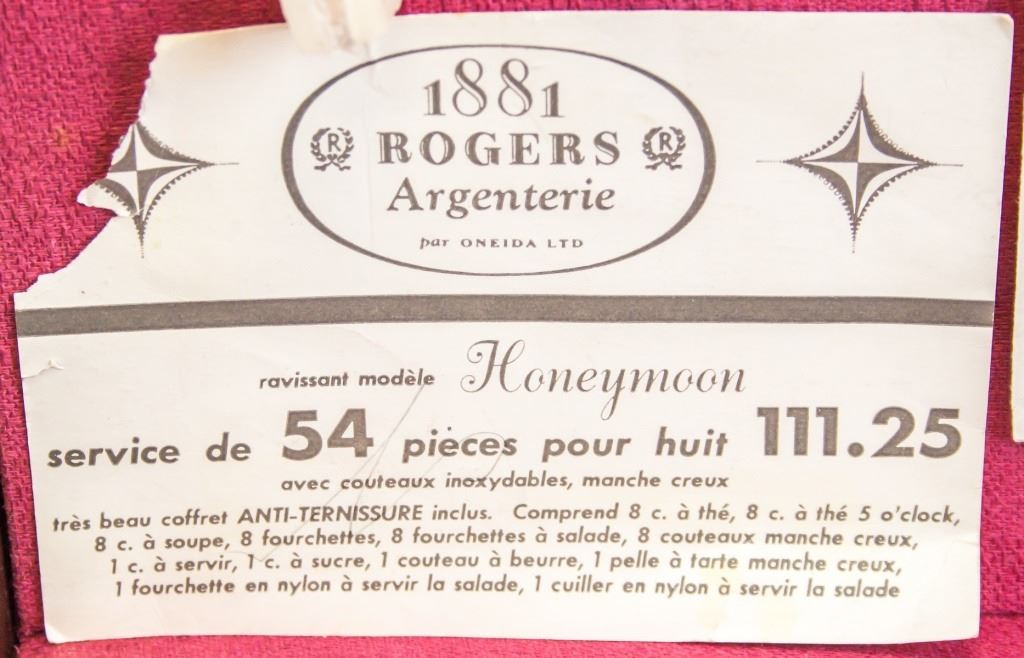 1881
R ROGERS R
Argenterie
par ONEIDA LTD
ravissant modèle Honeymoon
service de 54 pièces pour huit 111.25
avec couteaux inoxydables, manche creux
très beau coffret ANTI-TERNISSURE inclus. Comprend 8 c. à thé, 8 c. à thé 5 o'clock,
8 c. à soupe, 8 fourchettes, 8 fourchettes à salade, 8 couteaux manche creux,
1 c. à servir, 1 c. à sucre, 1 couteau à beurre, 1 pelle à tarte manche creux,
1 fourchette en nylon à servir la salade, 1 cuiller en nylon à servir la salade